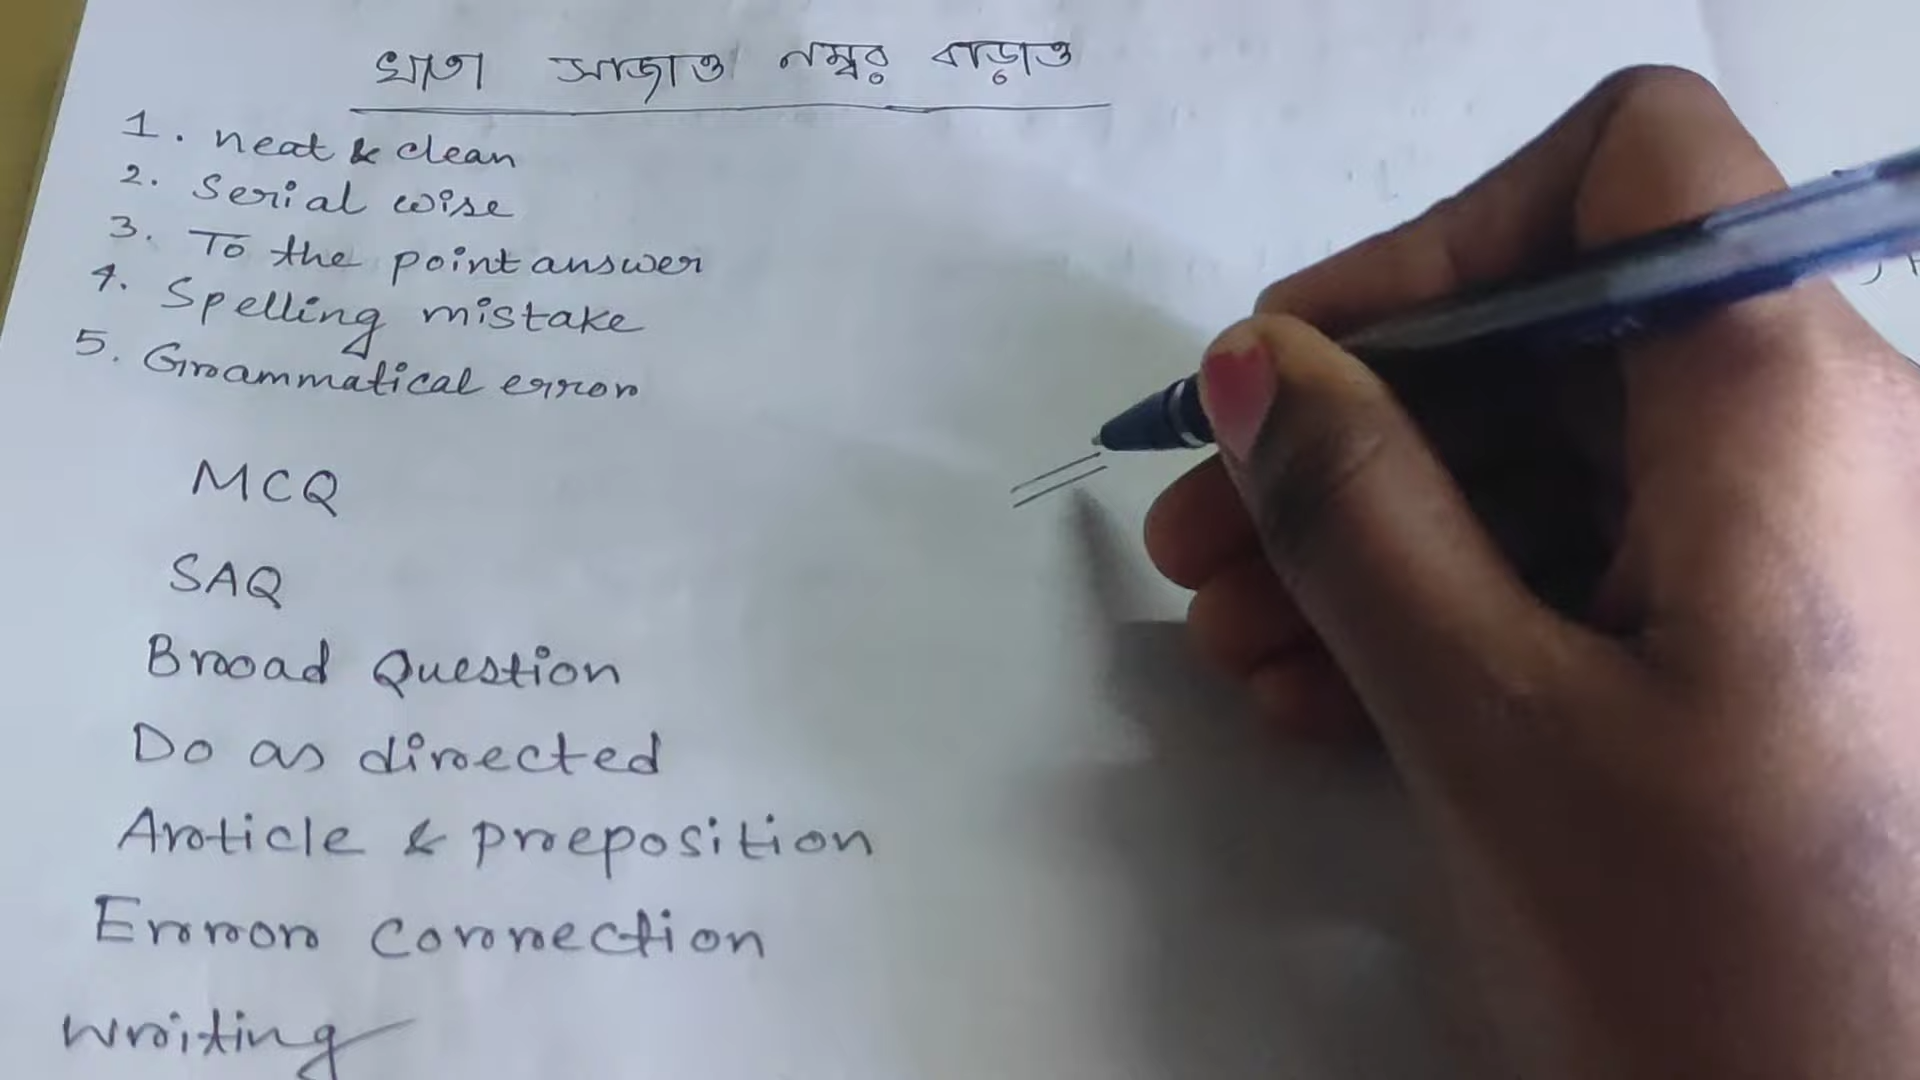 খাতা সাজাও নম্বর বাড়াও
1. neat & clean
2. Serial wise
3. To the point answer
4. Spelling mistake
5. Grammatical error
MCQ
SAQ
Broad Question
Do as directed
Article & preposition
Error correction
Writing